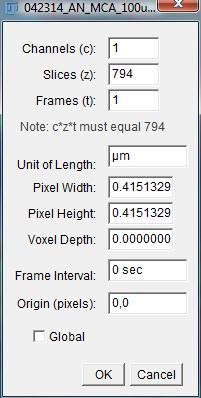 042314_AN_MCA_100u...
Channels (c): 1
Slices (z): 794
Frames (t): 1
Note: c*z*t must equal 794
Unit of Length: µm
Pixel Width: 0.4151329
Pixel Height: 0.4151329
Voxel Depth: 0.0000000
Frame Interval: 0 sec
Origin (pixels): 0,0
Global
OK Cancel